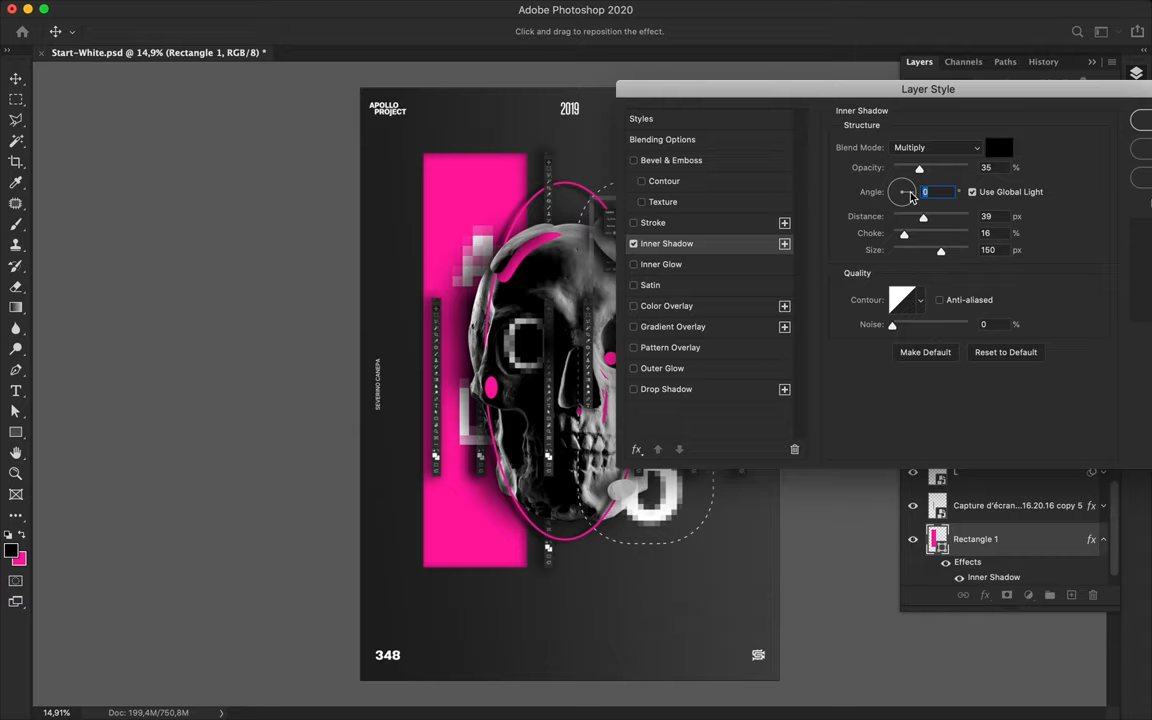 Adobe Photoshop 2020
Click and drag to reposition the effect.
Start-White.psd @ 14,9% (Rectangle 1, RGB/8) *
Layers Channels Paths History
Layer Style
APOLLO
PROJECT
2019
Styles
Blending Options
Bevel & Emboss
Contour
Texture
Stroke
Inner Shadow
Inner Glow
Satin
Color Overlay
Gradient Overlay
Pattern Overlay
Outer Glow
Drop Shadow
fx
Inner Shadow
Structure
Blend Mode: Multiply
Opacity: 35 %
Angle: 0 ° Use Global Light
Distance: 39 px
Choke: 16 %
Size: 150 px
Quality
Contour: Anti-aliased
Noise: 0 %
Make Default Reset to Default
SEVERINO CANEPA
L
Capture d'écran...16.20.16 copy 5 fx
Rectangle 1 fx
Effects
Inner Shadow
fx
348
14,91% Doc: 199,4M/750,8M